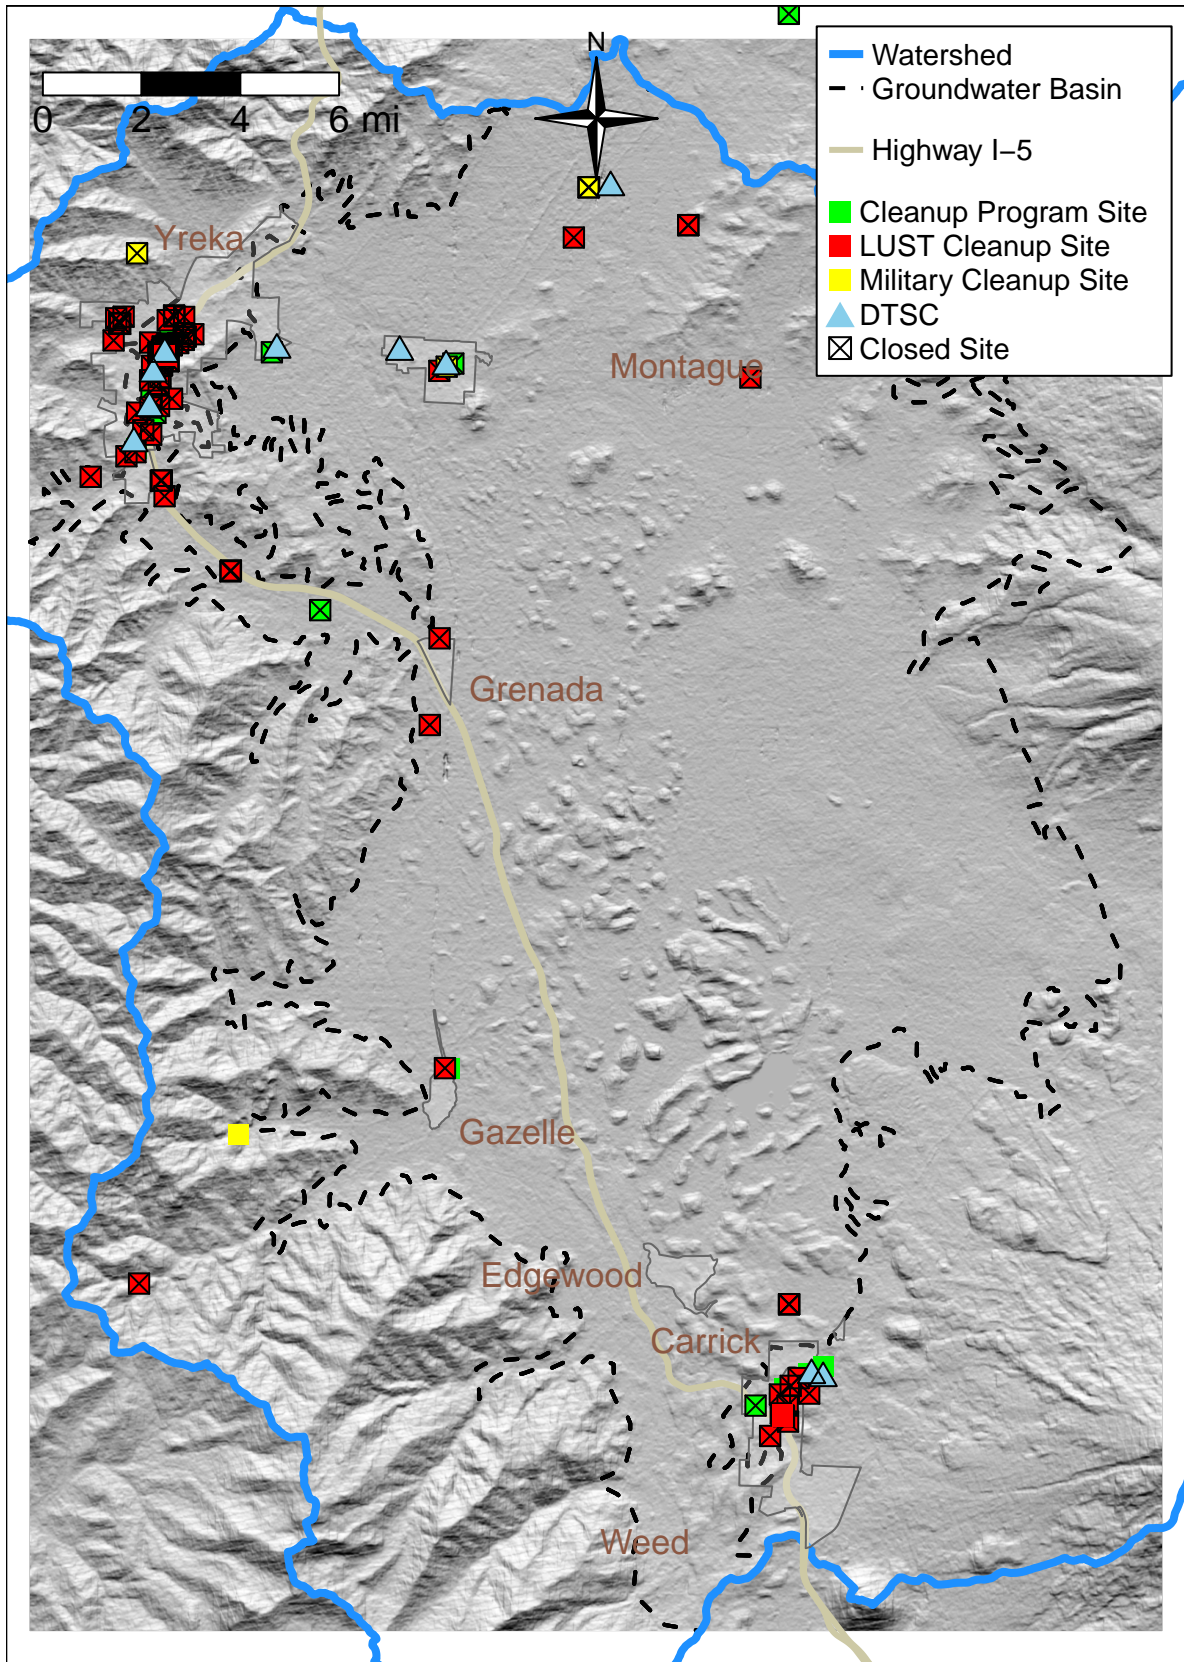 N
Watershed
Groundwater Basin
Highway I−5
Cleanup Program Site
LUST Cleanup Site
Military Cleanup Site
DTSC
Closed Site
0 2 4 6 mi
Yreka
Montague
Grenada
Gazelle
Edgewood
Carrick
Weed